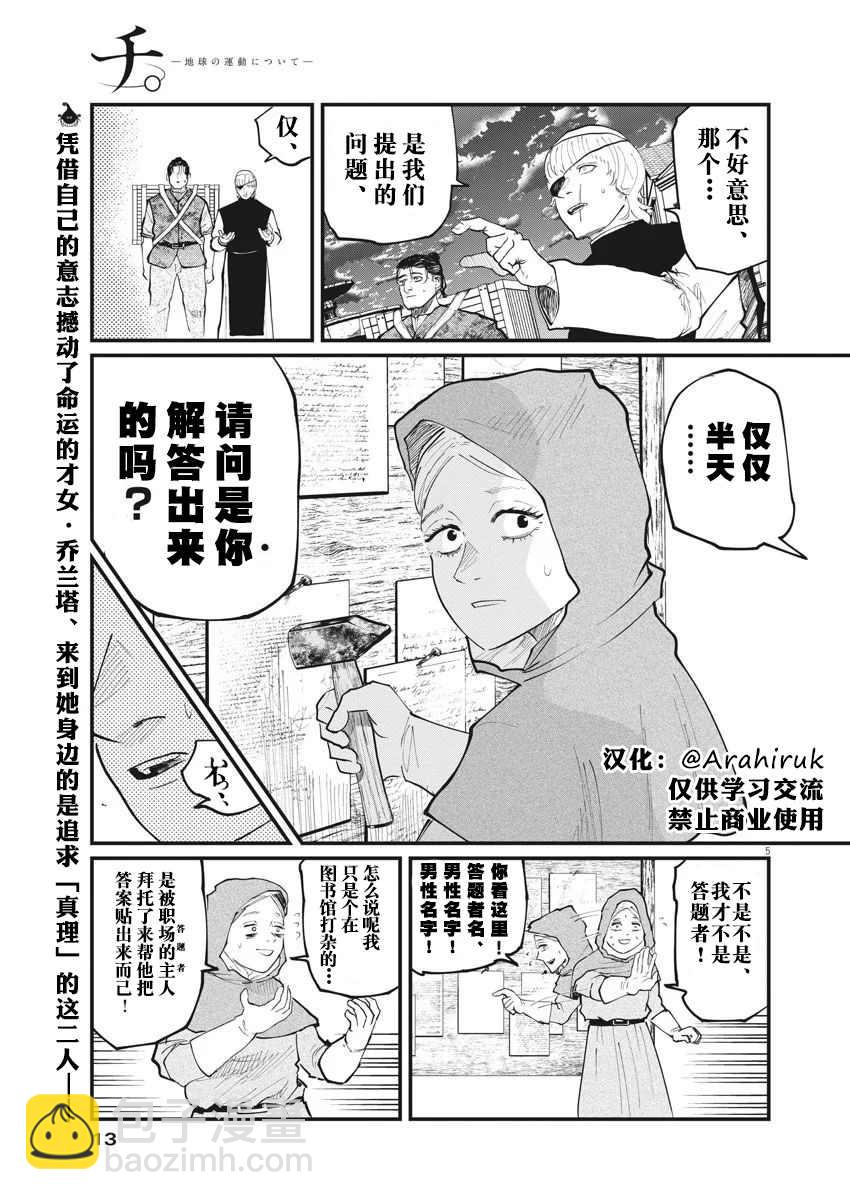 チ。
—地球の運動について—
凭借自己的意志撼动了命运的才女·乔兰塔、来到她身边的是追求「真理」的这二人——
不好意思、
那个…
是我们
提出的
问题、
仅、
仅仅
半天
……
请问是你
解答出来
的吗？
汉化：@Arahiruk
仅供学习交流
禁止商业使用
5
不是不是、
我才不是
答题者！
你看这里！
答题者名、
男性名字！
男性名字！
怎么说呢我
只是个在
图书馆打杂的…
是被职场的主人
答题者
拜托了来帮他把
答案贴出来而已！
13
包子漫畫
baozimh.com